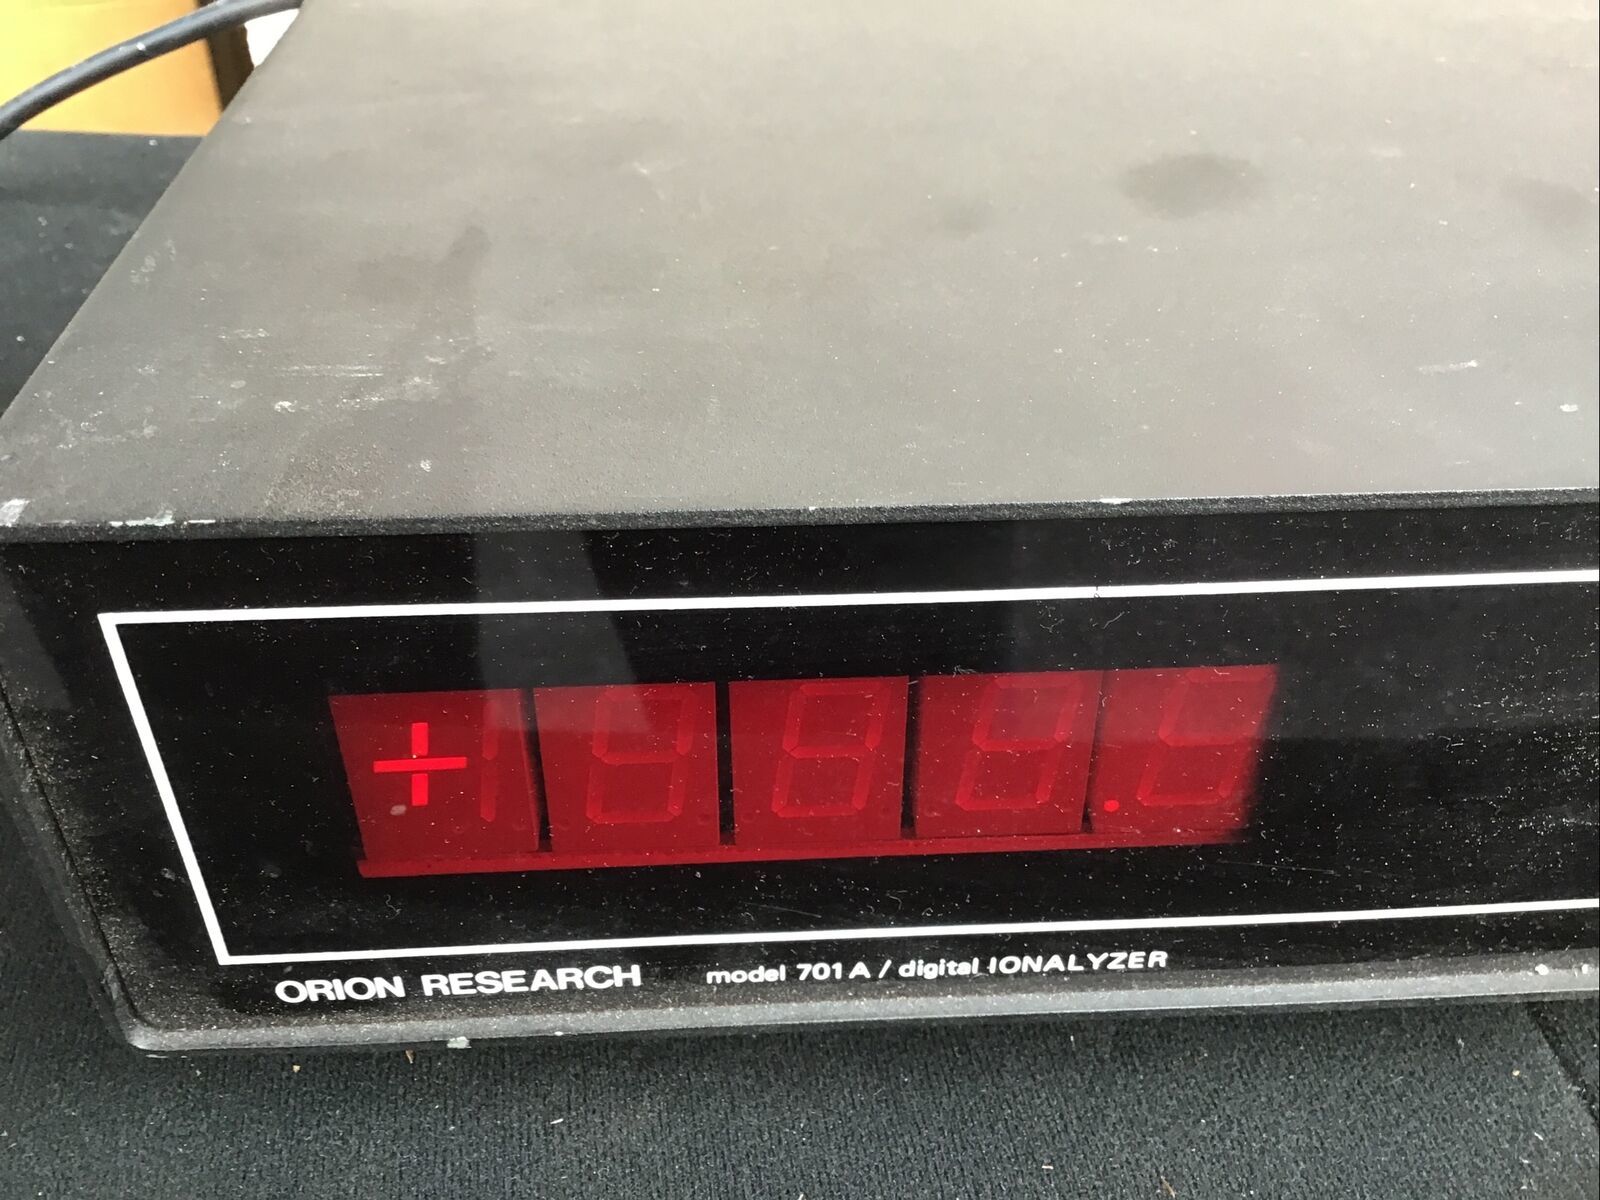 + .
ORION RESEARCH model 701A / digital IONALYZER